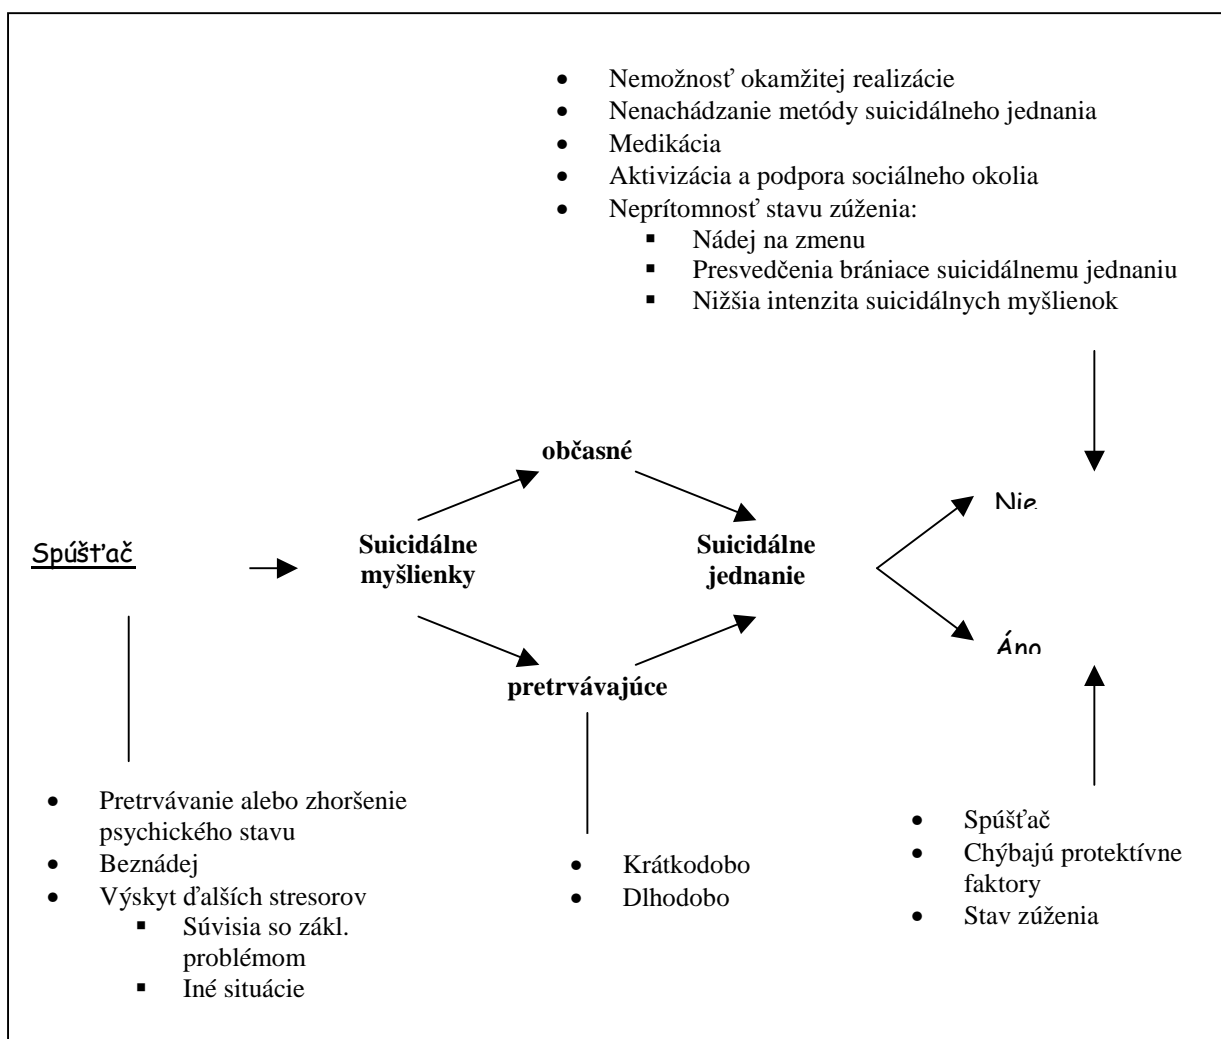 • Nemožnosť okamžitej realizácie
• Nenachádzanie metódy suicidálneho jednania
• Medikácia
• Aktivizácia a podpora sociálneho okolia
• Neprítomnosť stavu zúženia:
▪ Nádej na zmenu
▪ Presvedčenia brániace suicidálnemu jednaniu
▪ Nižšia intenzita suicidálnych myšlienok
občasné
Nie
Spúšťač
Suicidálne
myšlienky
Suicidálne
jednanie
Áno
pretrvávajúce
• Pretrvávanie alebo zhoršenie
psychického stavu
• Beznádej
• Výskyt ďalších stresorov
▪ Súvisia so zákl.
problémom
▪ Iné situácie
• Krátkodobo
• Dlhodobo
• Spúšťač
• Chýbajú protektívne
faktory
• Stav zúženia